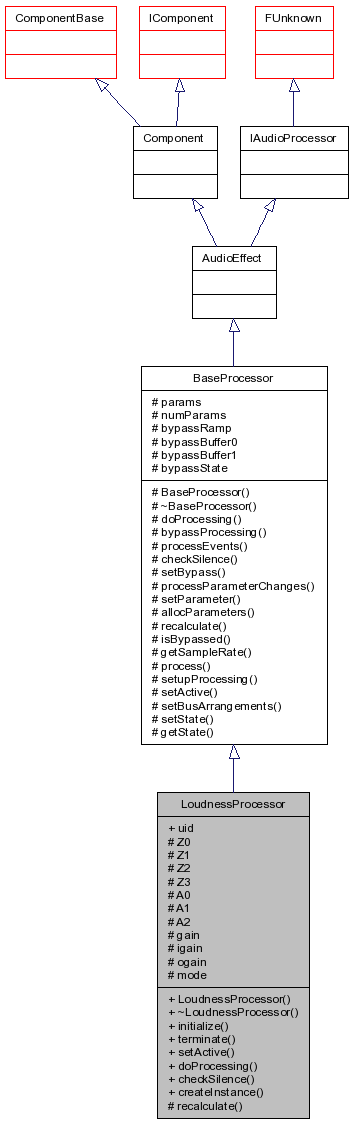 ComponentBase
IComponent
FUnknown
Component
IAudioProcessor
AudioEffect
BaseProcessor
# params
# numParams
# bypassRamp
# bypassBuffer0
# bypassBuffer1
# bypassState
# BaseProcessor()
# ~BaseProcessor()
# doProcessing()
# bypassProcessing()
# processEvents()
# checkSilence()
# setBypass()
# processParameterChanges()
# setParameter()
# allocParameters()
# recalculate()
# isBypassed()
# getSampleRate()
# process()
# setupProcessing()
# setActive()
# setBusArrangements()
# setState()
# getState()
LoudnessProcessor
+ uid
# Z0
# Z1
# Z2
# Z3
# A0
# A1
# A2
# gain
# igain
# ogain
# mode
+ LoudnessProcessor()
+ ~LoudnessProcessor()
+ initialize()
+ terminate()
+ setActive()
+ doProcessing()
+ checkSilence()
+ createInstance()
# recalculate()